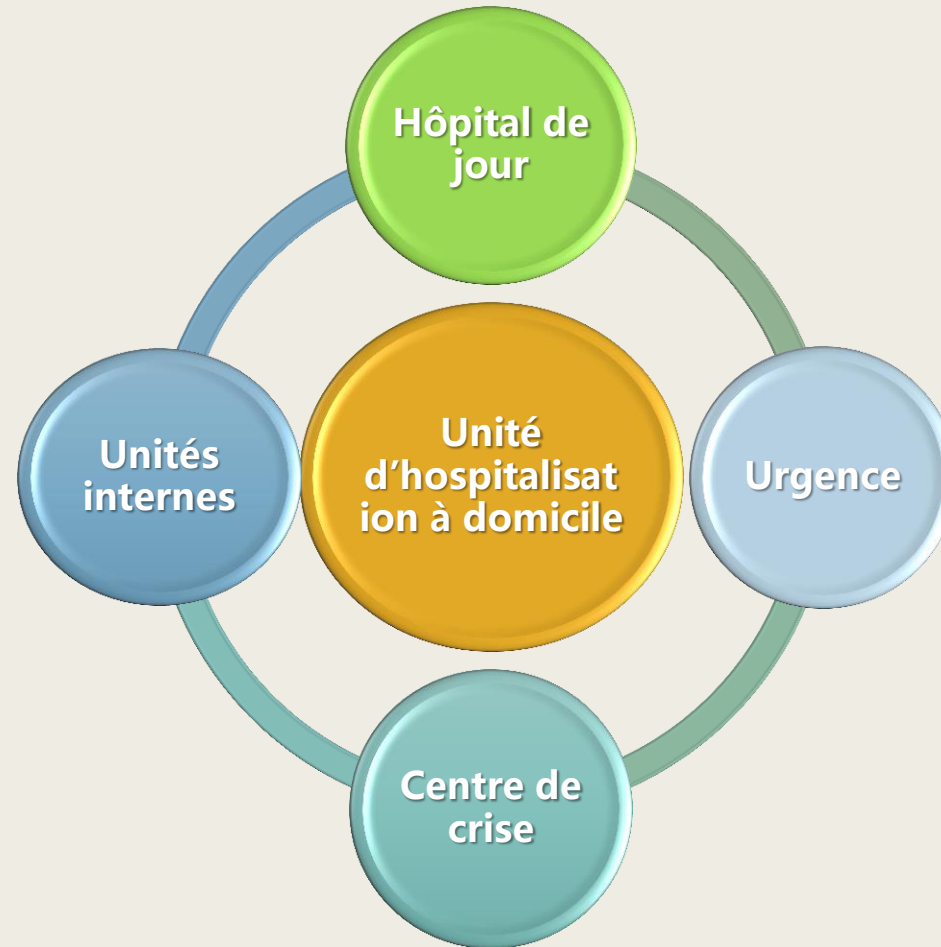 Hôpital de
jour
Unités
internes
Unité
d’hospitalisat
ion à domicile
Urgence
Centre de
crise